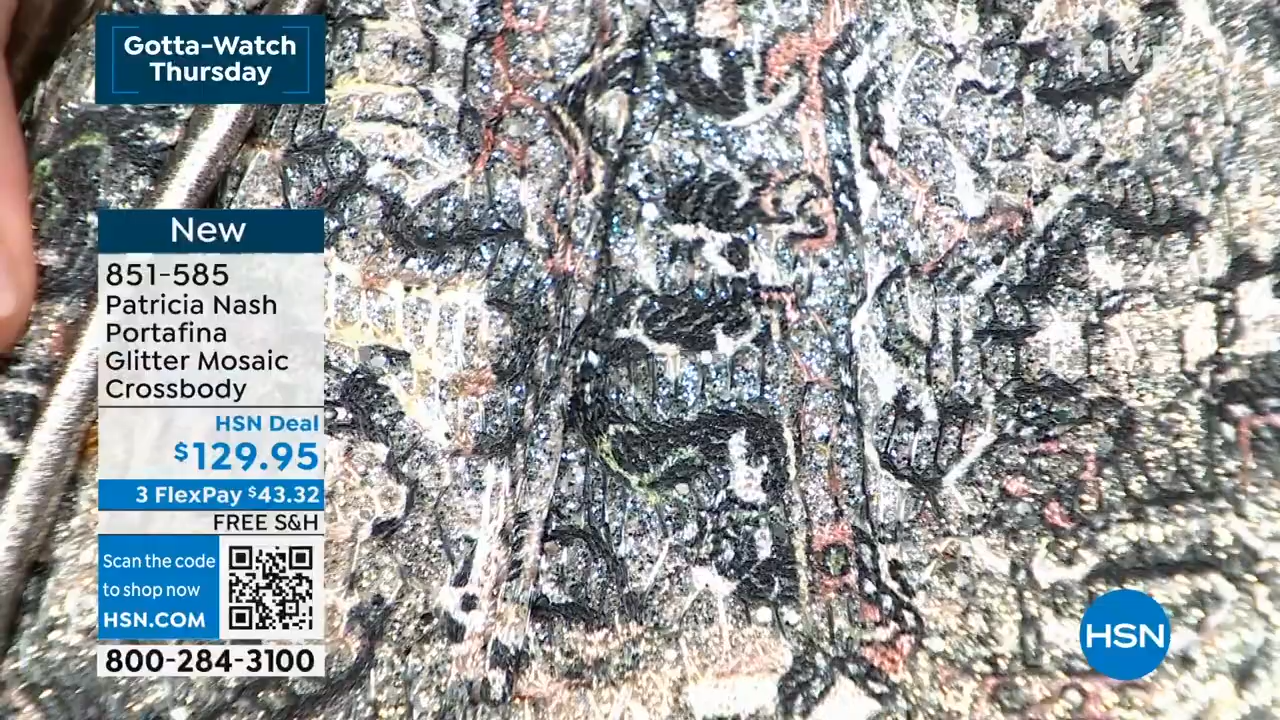 Gotta-Watch
Thursday
LIVE
New
851-585
Patricia Nash
Portafina
Glitter Mosaic
Crossbody
HSN Deal
$129.95
3 FlexPay $43.32
FREE S&H
Scan the code
to shop now
HSN.COM
800-284-3100
HSN